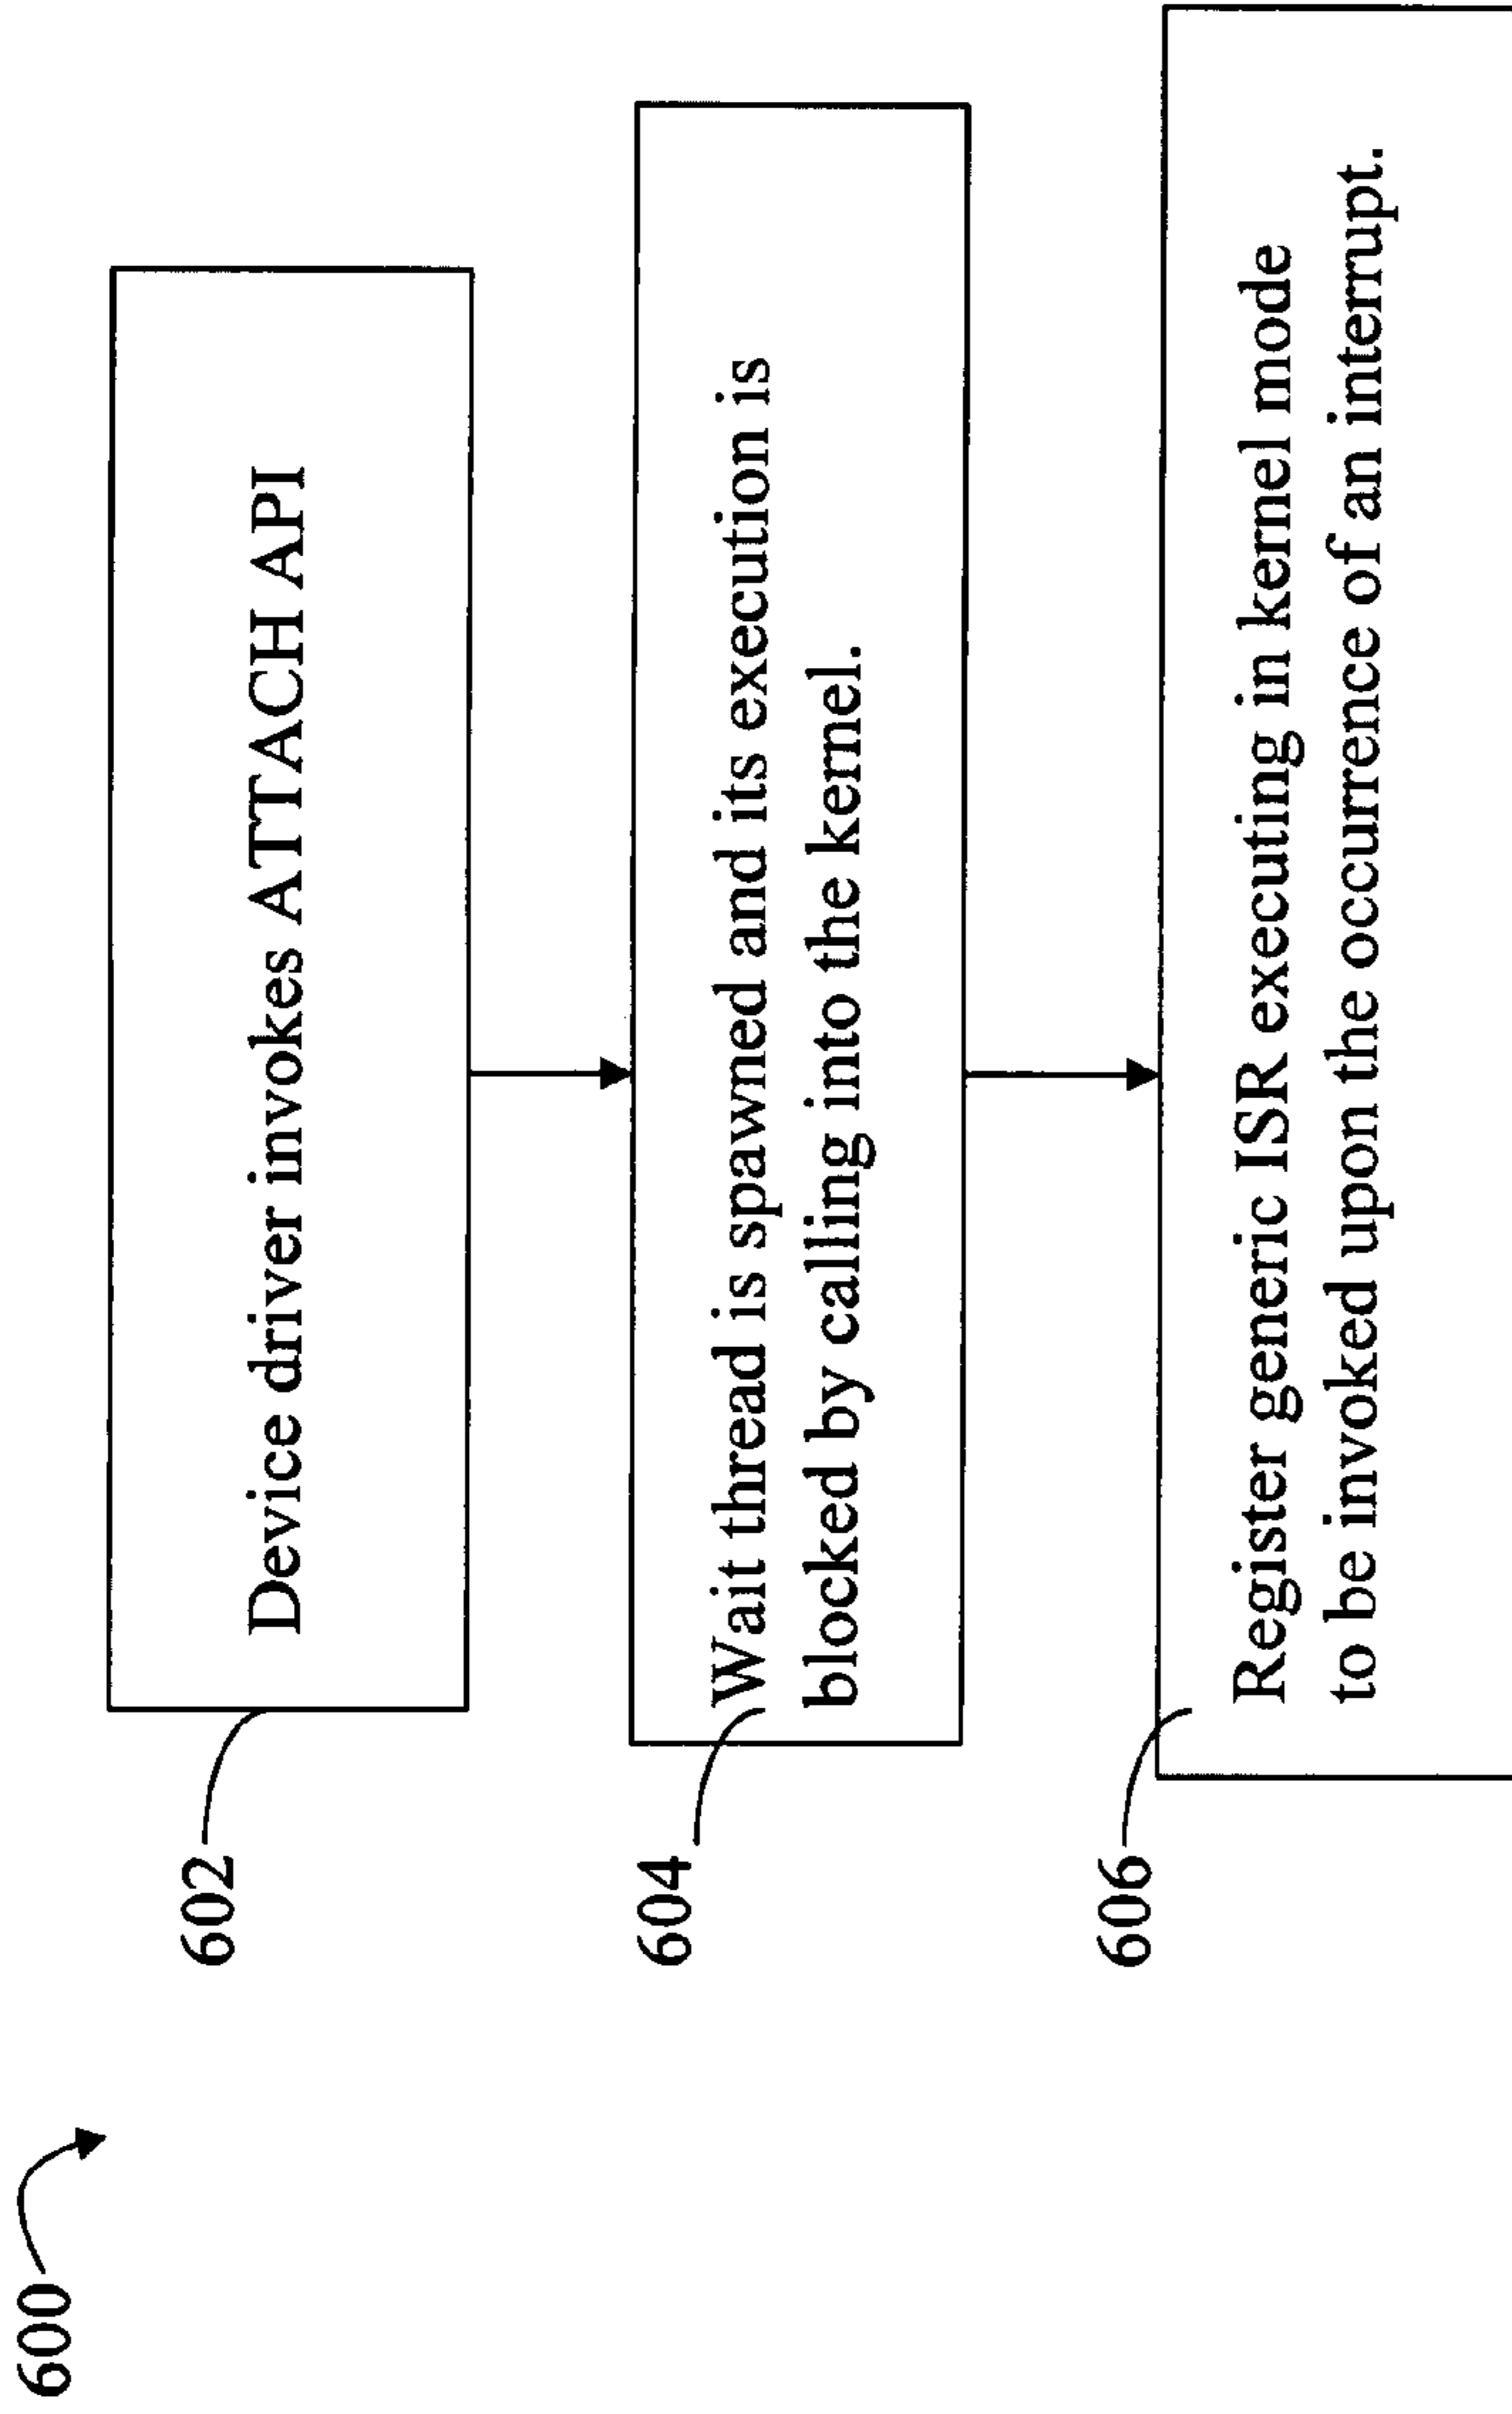 600
602
Device driver invokes ATTACH API
604
Wait thread is spawned and its execution is
blocked by calling into the kernel.
606
Register generic ISR executing in kernel mode
to be invoked upon the occurrence of an interrupt.